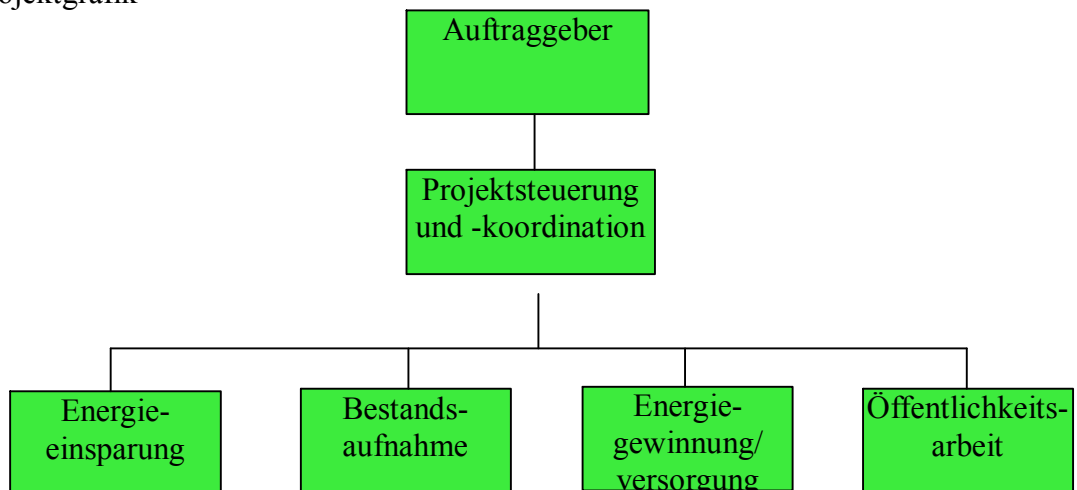 Auftraggeber
Projektsteuerung
und -koordination
Energie-
einsparung
Bestands-
aufnahme
Energie-
gewinnung/
versorgung
Öffentlichkeits-
arbeit